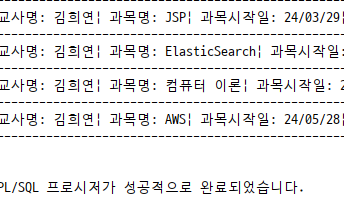 교사명: 김희연¦ 과목명: JSP¦ 과목시작일: 24/03/29¦
교사명: 김희연¦ 과목명: ElasticSearch¦ 과목시작일:
교사명: 김희연¦ 과목명: 컴퓨터 이론¦ 과목시작일: 2
교사명: 김희연¦ 과목명: AWS¦ 과목시작일: 24/05/28¦
PL/SQL 프로시저가 성공적으로 완료되었습니다.